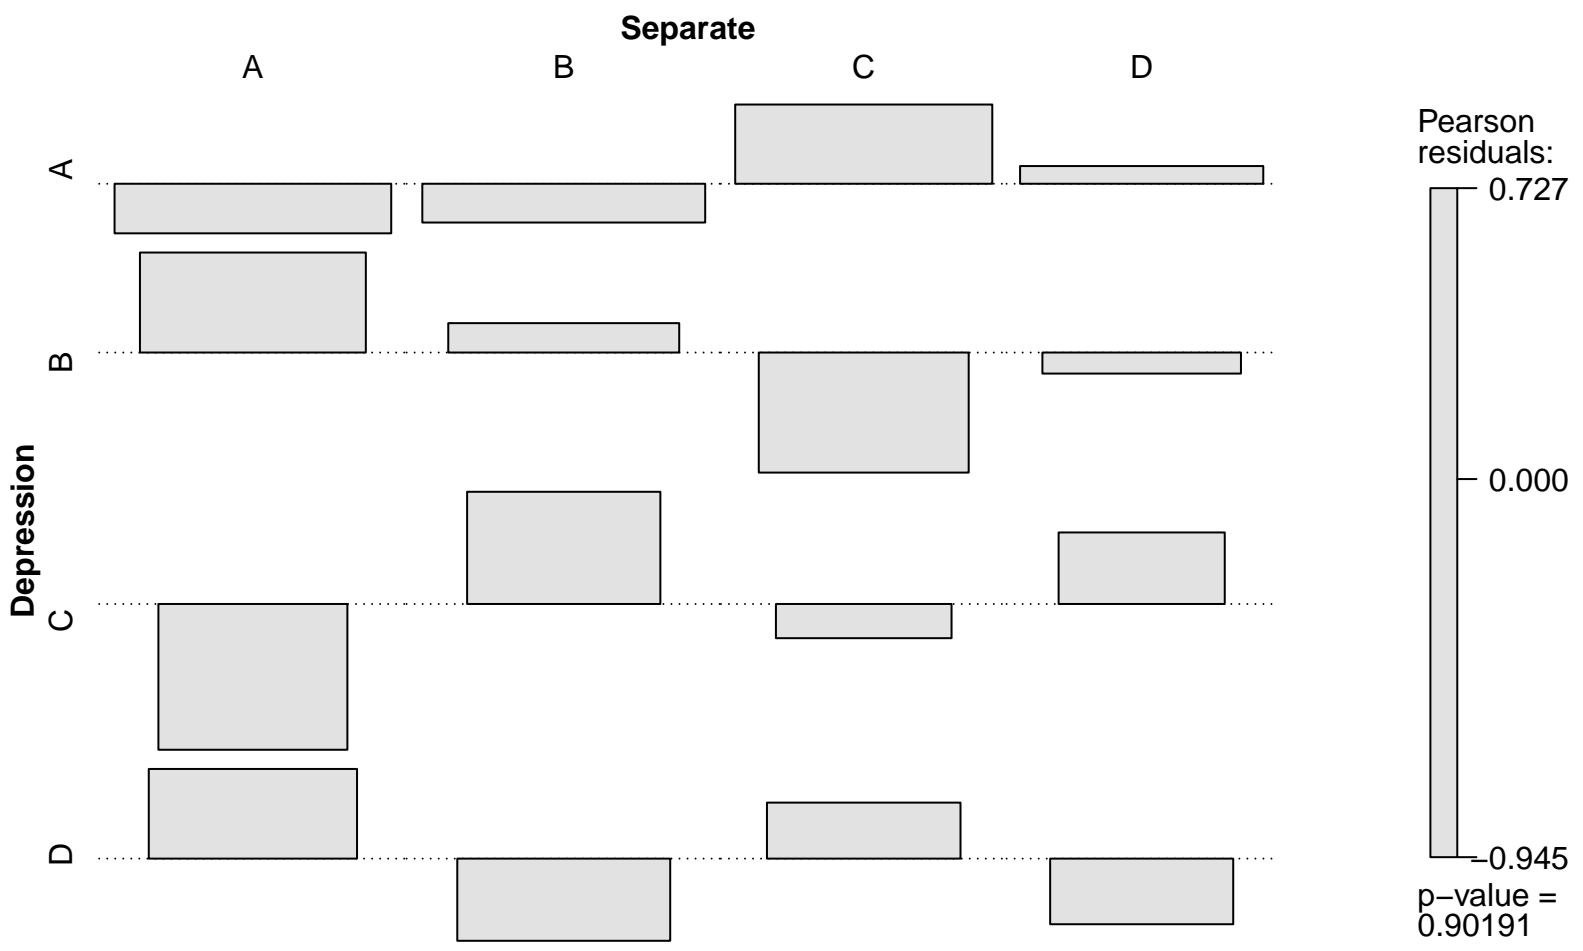 Separate
A B C D
Depression
A
B
C
D
Pearson
residuals:
0.727
0.000
−0.945
p−value =
0.90191